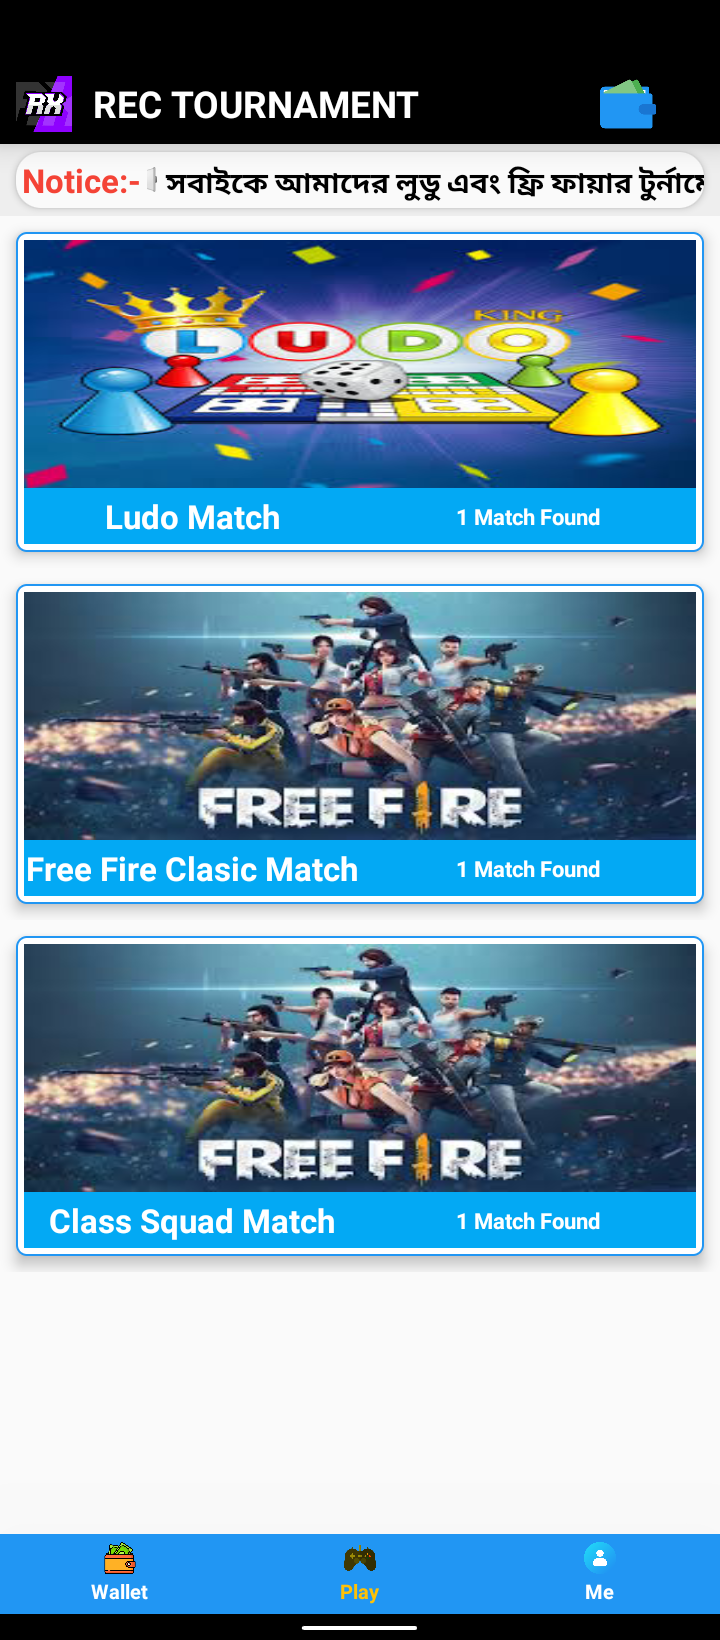 RX
REC TOURNAMENT
Notice:- সবাইকে আমাদের লুডু এবং ফ্রি ফায়ার
KING
LUDO
Ludo Match
1 Match Found
FREE FIRE
Free Fire Clasic Match
1 Match Found
FREE FIRE
Class Squad Match
1 Match Found
Wallet
Play
Me